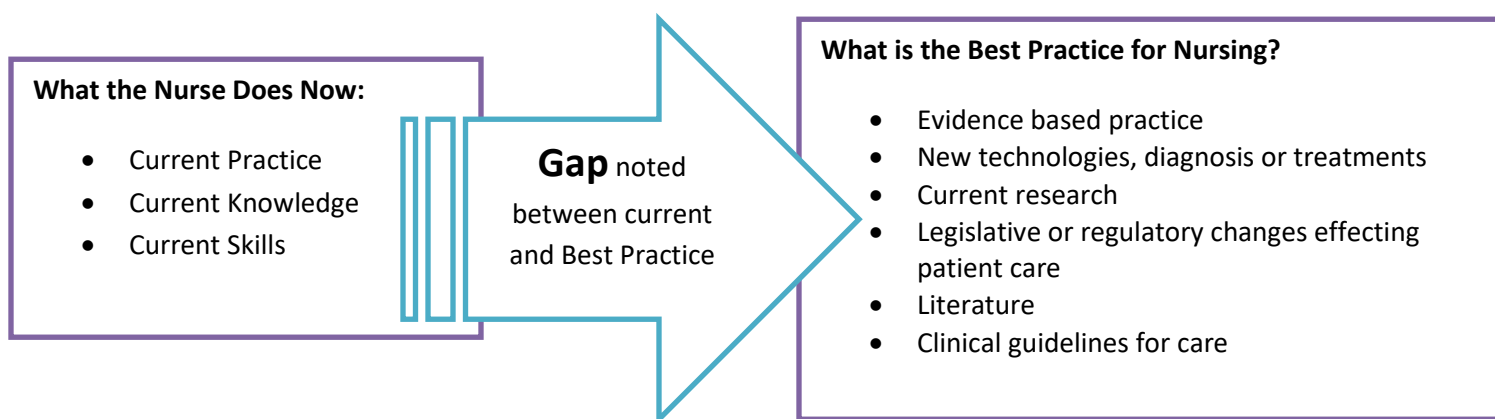 What the Nurse Does Now:
• Current Practice
• Current Knowledge
• Current Skills
Gap noted
between current
and Best Practice
What is the Best Practice for Nursing?
• Evidence based practice
• New technologies, diagnosis or treatments
• Current research
• Legislative or regulatory changes effecting
patient care
• Literature
• Clinical guidelines for care